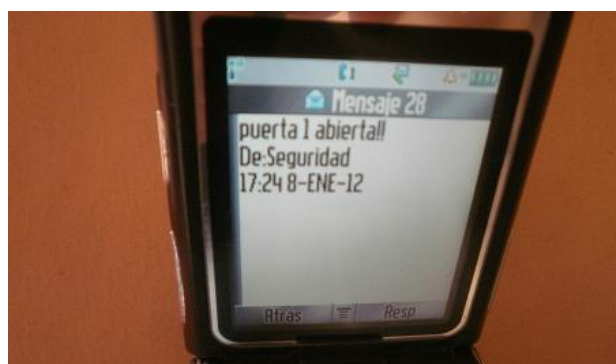 Mensaje 28
puerta 1 abierta!!
De:Seguridad
17:24 8-ENE-12
Atras Resp